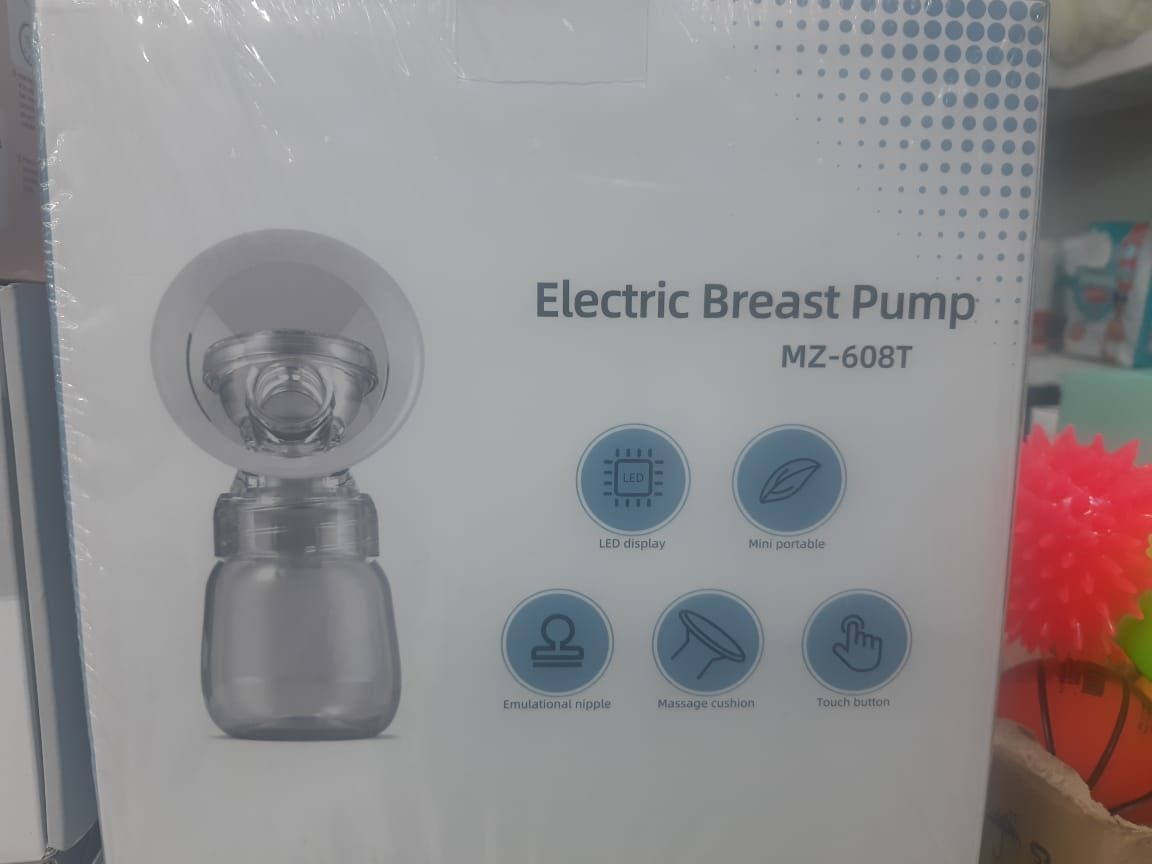 Electric Breast Pump
MZ-608T
LED
LED display
Mini portable
Emulational nipple
Massage cushion
Touch button